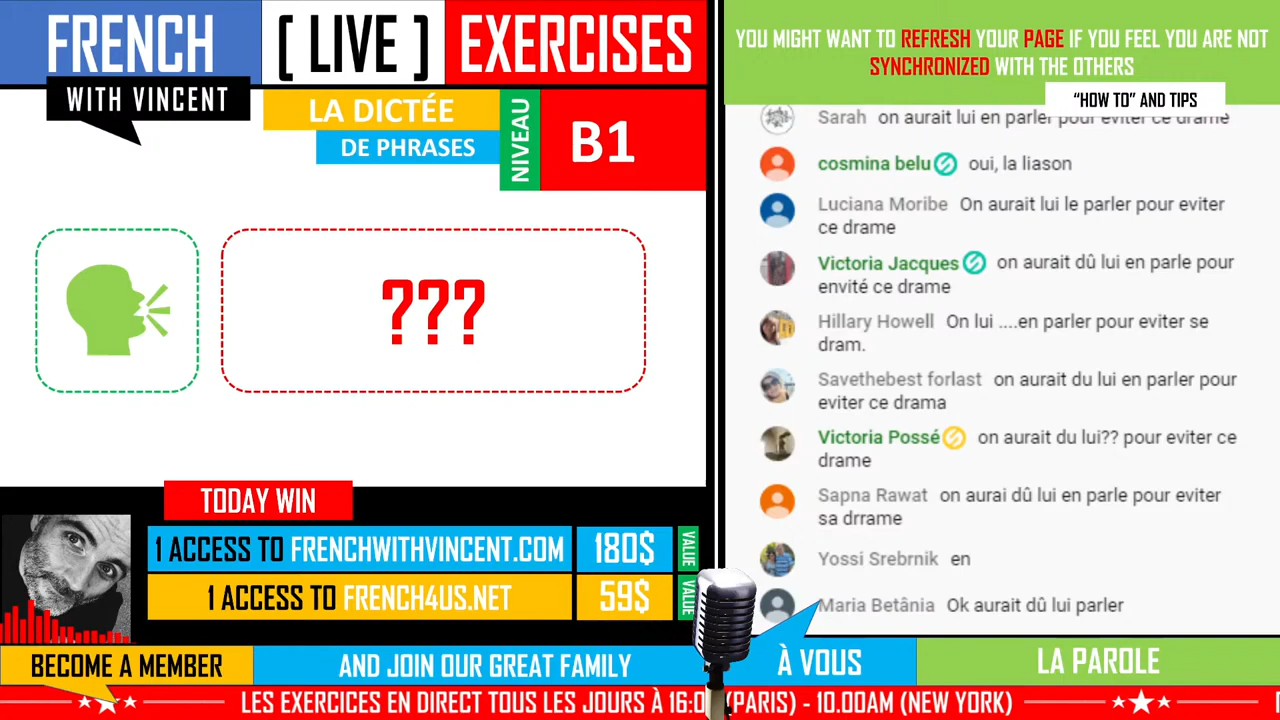 FRENCH
WITH VINCENT
[ LIVE ]
EXERCISES
LA DICTÉE
DE PHRASES
NIVEAU
B1
???
TODAY WIN
1 ACCESS TO FRENCHWITHVINCENT.COM
180$
VALUE
1 ACCESS TO FRENCH4US.NET
59$
VALUE
BECOME A MEMBER
AND JOIN OUR GREAT FAMILY
YOU MIGHT WANT TO REFRESH YOUR PAGE IF YOU FEEL YOU ARE NOT
SYNCHRONIZED WITH THE OTHERS
“HOW TO” AND TIPS
Sarah on aurait lui en parler pour eviter ce drame
cosmina belu oui, la liason
Luciana Moribe On aurait lui le parler pour eviter
ce drame
Victoria Jacques on aurait dû lui en parle pour
envité ce drame
Hillary Howell On lui ....en parler pour eviter se
dram.
Savethebest forlast on aurait du lui en parler pour
eviter ce drama
Victoria Possé on aurait du lui?? pour eviter ce
drame
Sapna Rawat on aurai dû lui en parle pour eviter
sa drrame
Yossi Srebrnik en
Maria Betânia Ok aurait dû lui parler
À VOUS
LA PAROLE
LES EXERCICES EN DIRECT TOUS LES JOURS À 16:0 (PARIS) - 10.00AM (NEW YORK)